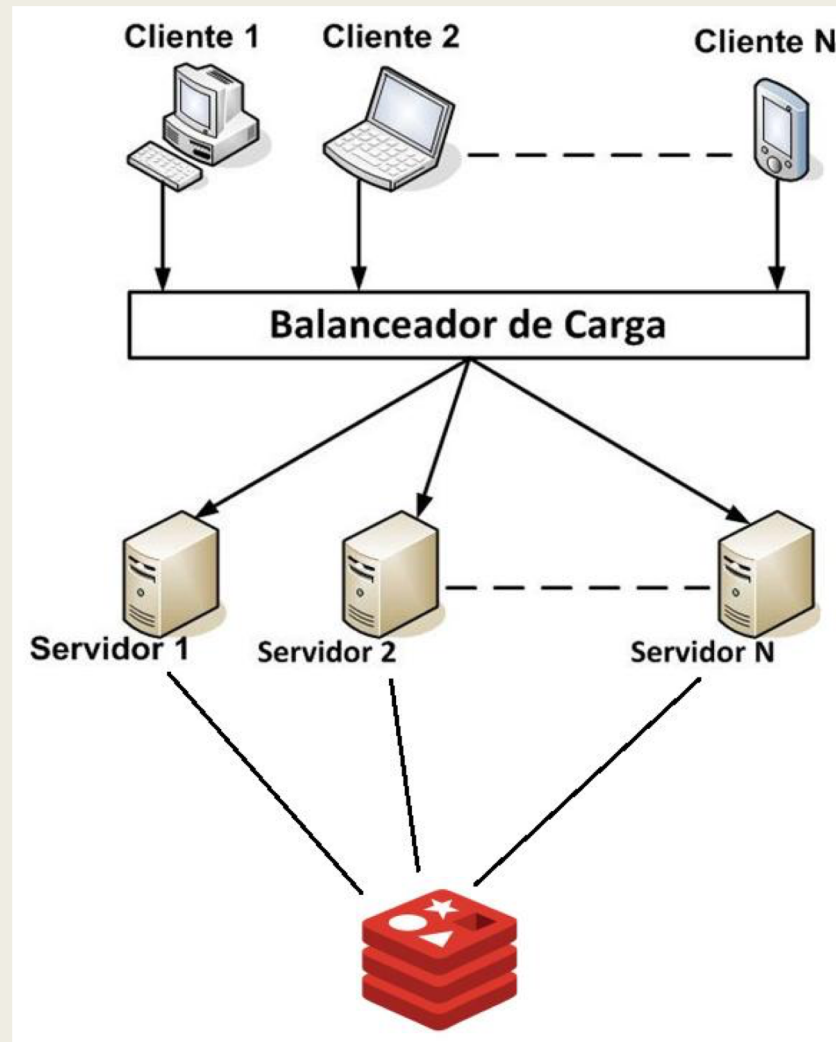 Cliente 1
Cliente 2
Cliente N
Balanceador de Carga
Servidor 1
Servidor 2
Servidor N